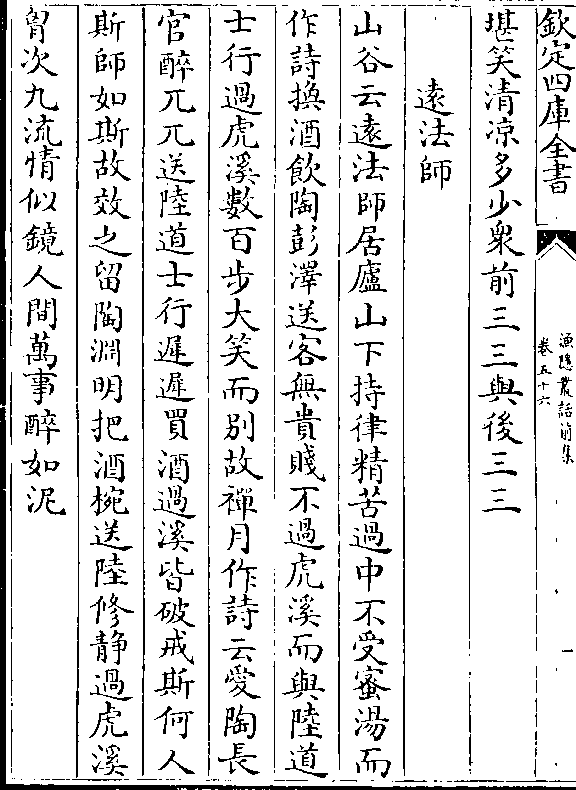 欽定四庫全書
漁隱叢話前集
卷五十六
一
堪笑清凉多少衆前三三與後三三
逺法師
山谷云逺法師居廬山下持律精苦過中不受蜜湯而
作詩換酒飲陶彭澤送客無貴賤不過虎溪而與陸道
士行過虎溪數百步大笑而别故禪月作詩云愛陶長
官醉兀兀送陸道士行遲遲買酒過溪皆破戒斯何人
斯師如斯故效之留陶淵明把酒椀送陸修静過虎溪
胷次九流情似鏡人間萬事醉如泥